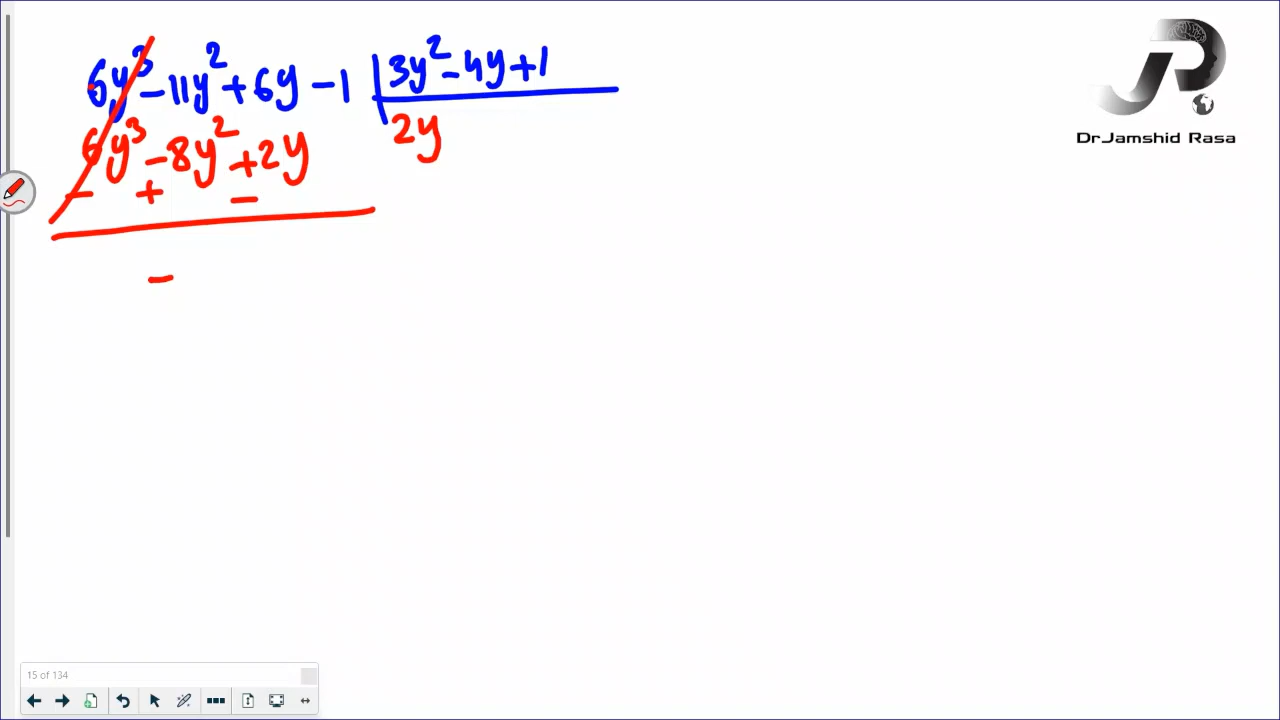 6y³ - 11y² + 6y - 1 | 3y² - 4y + 1
6y³ - 8y² + 2y 2y
- + -
-
DrJamshid Rasa
15 of 134